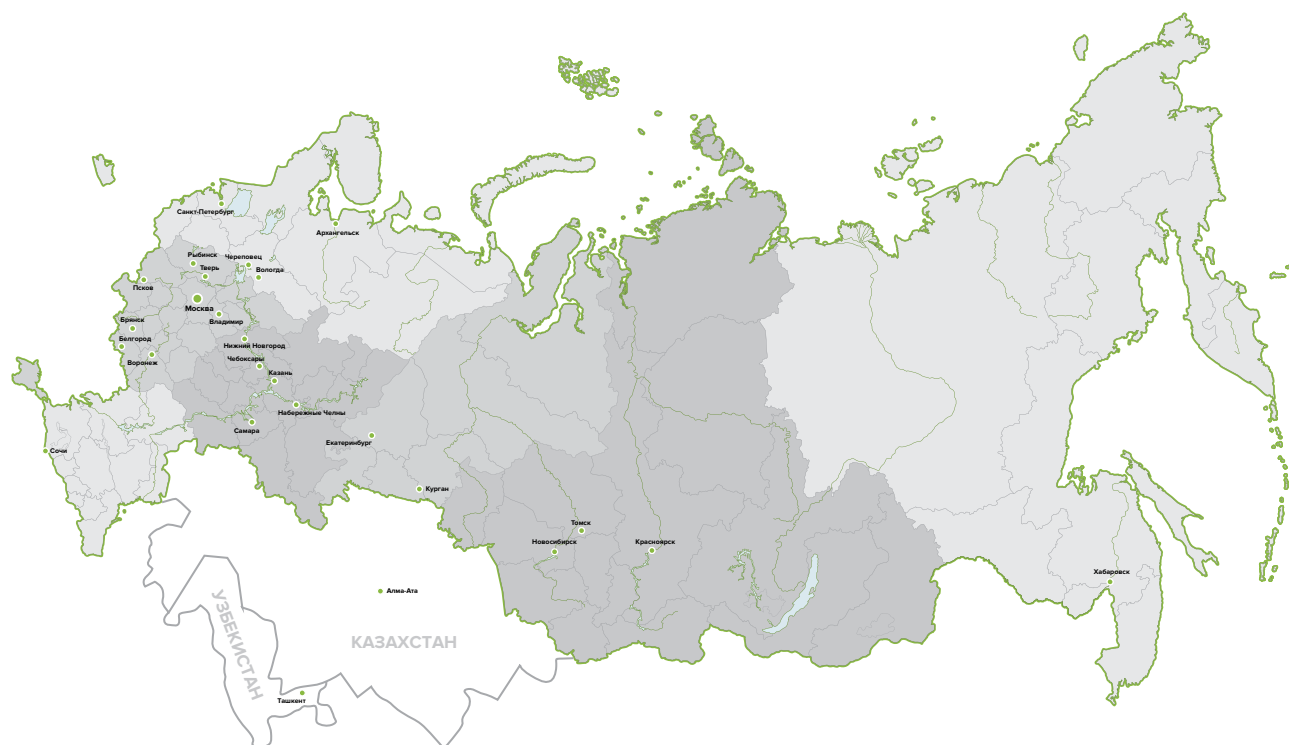 Санкт-Петербург
Архангельск
Рыбинск
Череповец
Тверь
Вологда
Псков
Москва
Владимир
Брянск
Белгород
Нижний Новгород
Воронеж
Чебоксары
Казань
Набережные Челны
Самара
Екатеринбург
Сочи
Курган
Томск
Новосибирск
Красноярск
Хабаровск
Алма-Ата
УЗБЕКИСТАН
КАЗАХСТАН
Ташкент